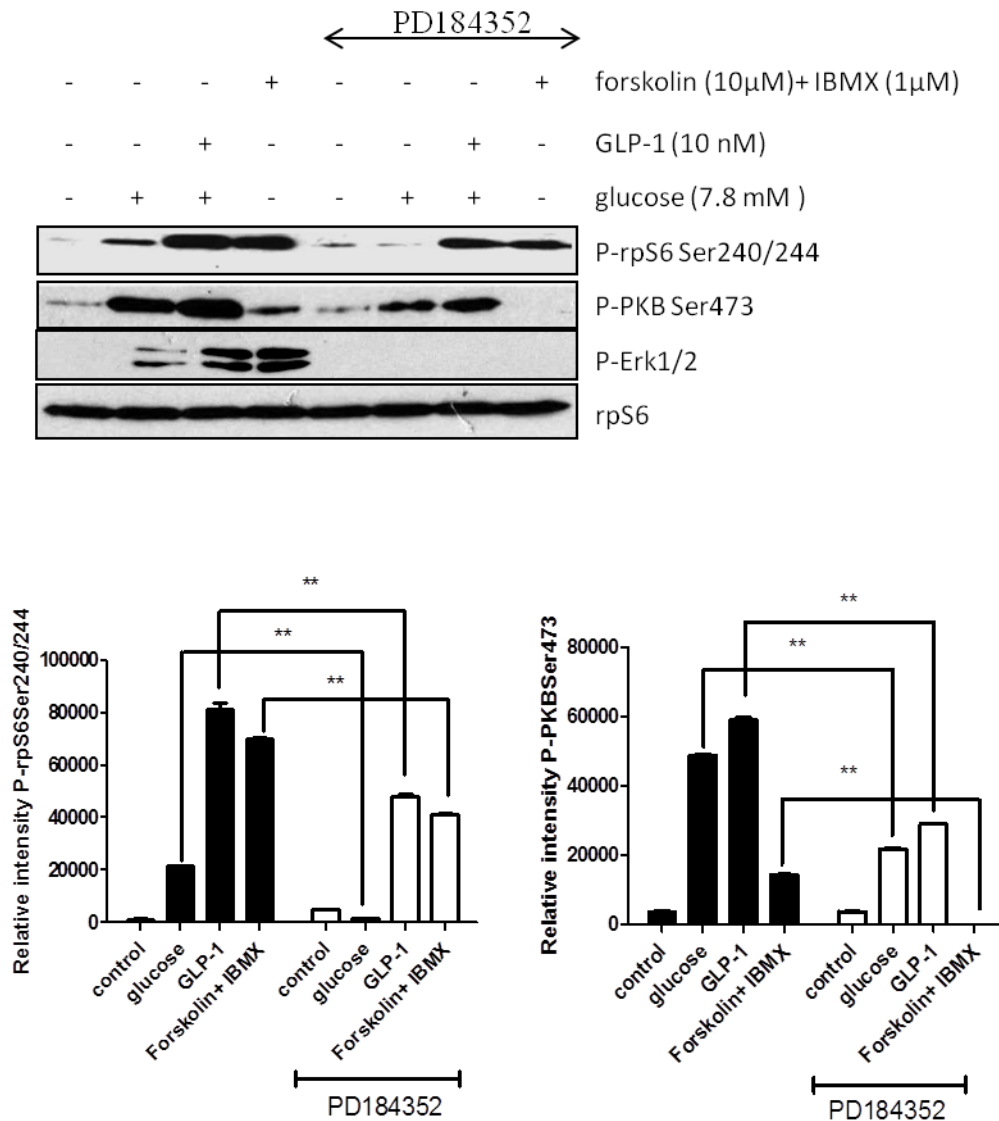 PD184352
- - - + - - - + forskolin (10µM)+ IBMX (1µM)
- - + - - - + - GLP-1 (10 nM)
- + + - - + + - glucose (7.8 mM )
P-rpS6 Ser240/244
P-PKB Ser473
P-Erk1/2
rpS6
Relative intensity P-rpS6Ser240/244
100000
80000
60000
40000
20000
0
**
**
**
control
glucose
GLP-1
Forskolin+ IBMX
control
glucose
GLP-1
Forskolin+ IBMX
PD184352
Relative intensity P-PKBSer473
80000
60000
40000
20000
0
**
**
**
control
glucose
GLP-1
Forskolin+ IBMX
control
glucose
GLP-1
Forskolin+ IBMX
PD184352